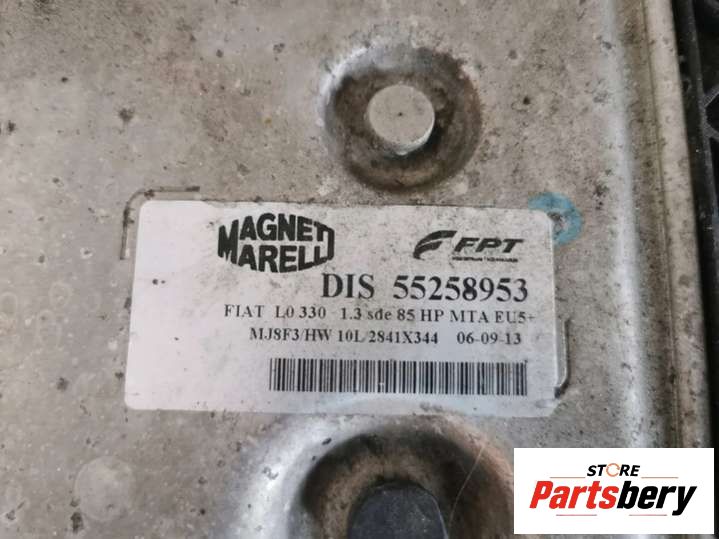 MAGNETI
MARELLI
FPT
DIS 55258953
FIAT L0 330 1.3 sde 85 HP MTA EU5+
MJ8F3/HW 10L/2841X344 06-09-13
STORE
Partsbery